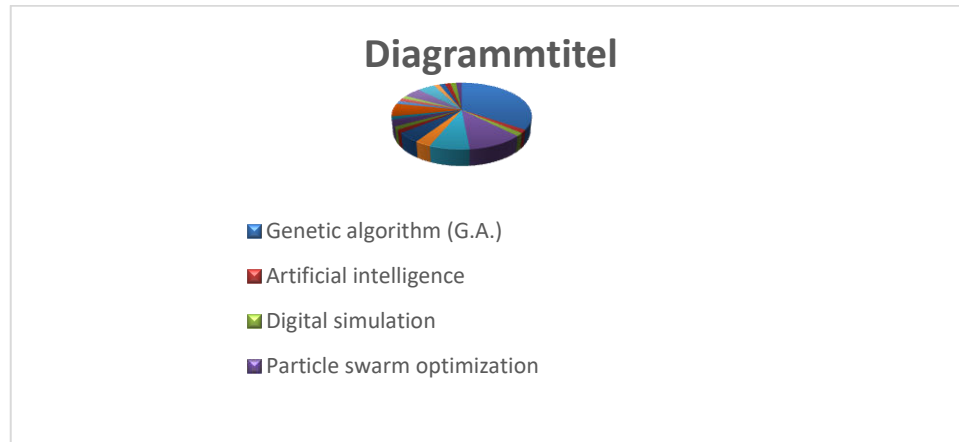 Diagrammtitel
Genetic algorithm (G.A.)
Artificial intelligence
Digital simulation
Particle swarm optimization